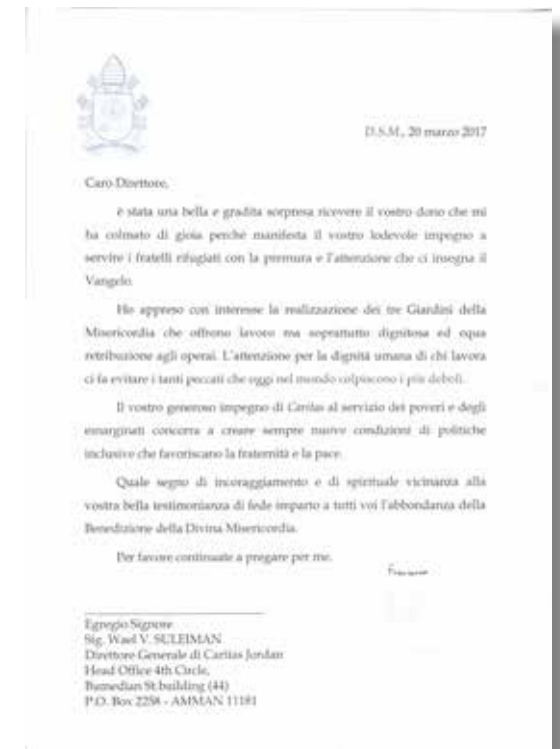 D.S.M., 20 marzo 2017
Caro Direttore,
è stata una bella e gradita sorpresa ricevere il vostro dono che mi
ha colmato di gioia perché manifesta il vostro lodevole impegno a
servire i fratelli rifugiati con la premura e l'attenzione che ci insegna il
Vangelo.
Ho appreso con interesse la realizzazione dei tre Giardini della
Misericordia che offrono lavoro ma soprattutto dignitosa ed equa
retribuzione agli operai. L'attenzione per la dignità umana di chi lavora
ci fa evitare i tanti peccati che oggi nel mondo colpiscono i più deboli.
Il vostro generoso impegno di Caritas al servizio dei poveri e degli
emarginati concorra a creare sempre nuove condizioni di politiche
inclusive che favoriscano la fraternità e la pace.
Quale segno di incoraggiamento e di spirituale vicinanza alla
vostra bella testimonianza di fede imparto a tutti voi l'abbondanza della
Benedizione della Divina Misericordia.
Per favore continuate a pregare per me.
Egregio Signore
Sig. Wael V. SULEIMAN
Direttore Generale di Caritas Jordan
Head Office 4th Circle,
St.building (44)
P.O. Box 2258 - AMMAN 11181